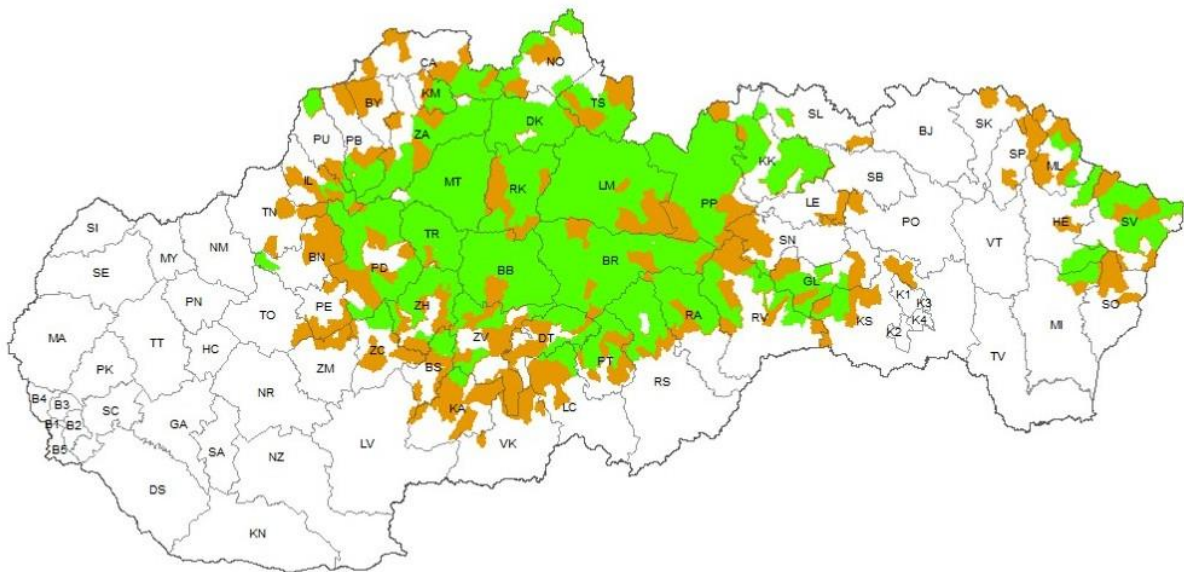 CA
NO
KM
BY
TS
DK
SL
SK
ZA
PU
PB
BJ
SP
ML
KK
SB
IL
MT
RK
LM
PP
LE
SV
TN
HE
PO
SI
TR
SN
VT
NM
BN
MY
PD
BB
BR
SE
GL
PN
PE
ZH
K1
K3
SO
TO
RA
RV
KS
K4
K2
ZV
DT
MI
MA
TT
HC
ZC
PT
TV
ZM
BS
PK
RS
NR
B4
B3
SC
KA
LC
B1
B2
GA
VK
B5
SA
NZ
LV
DS
KN